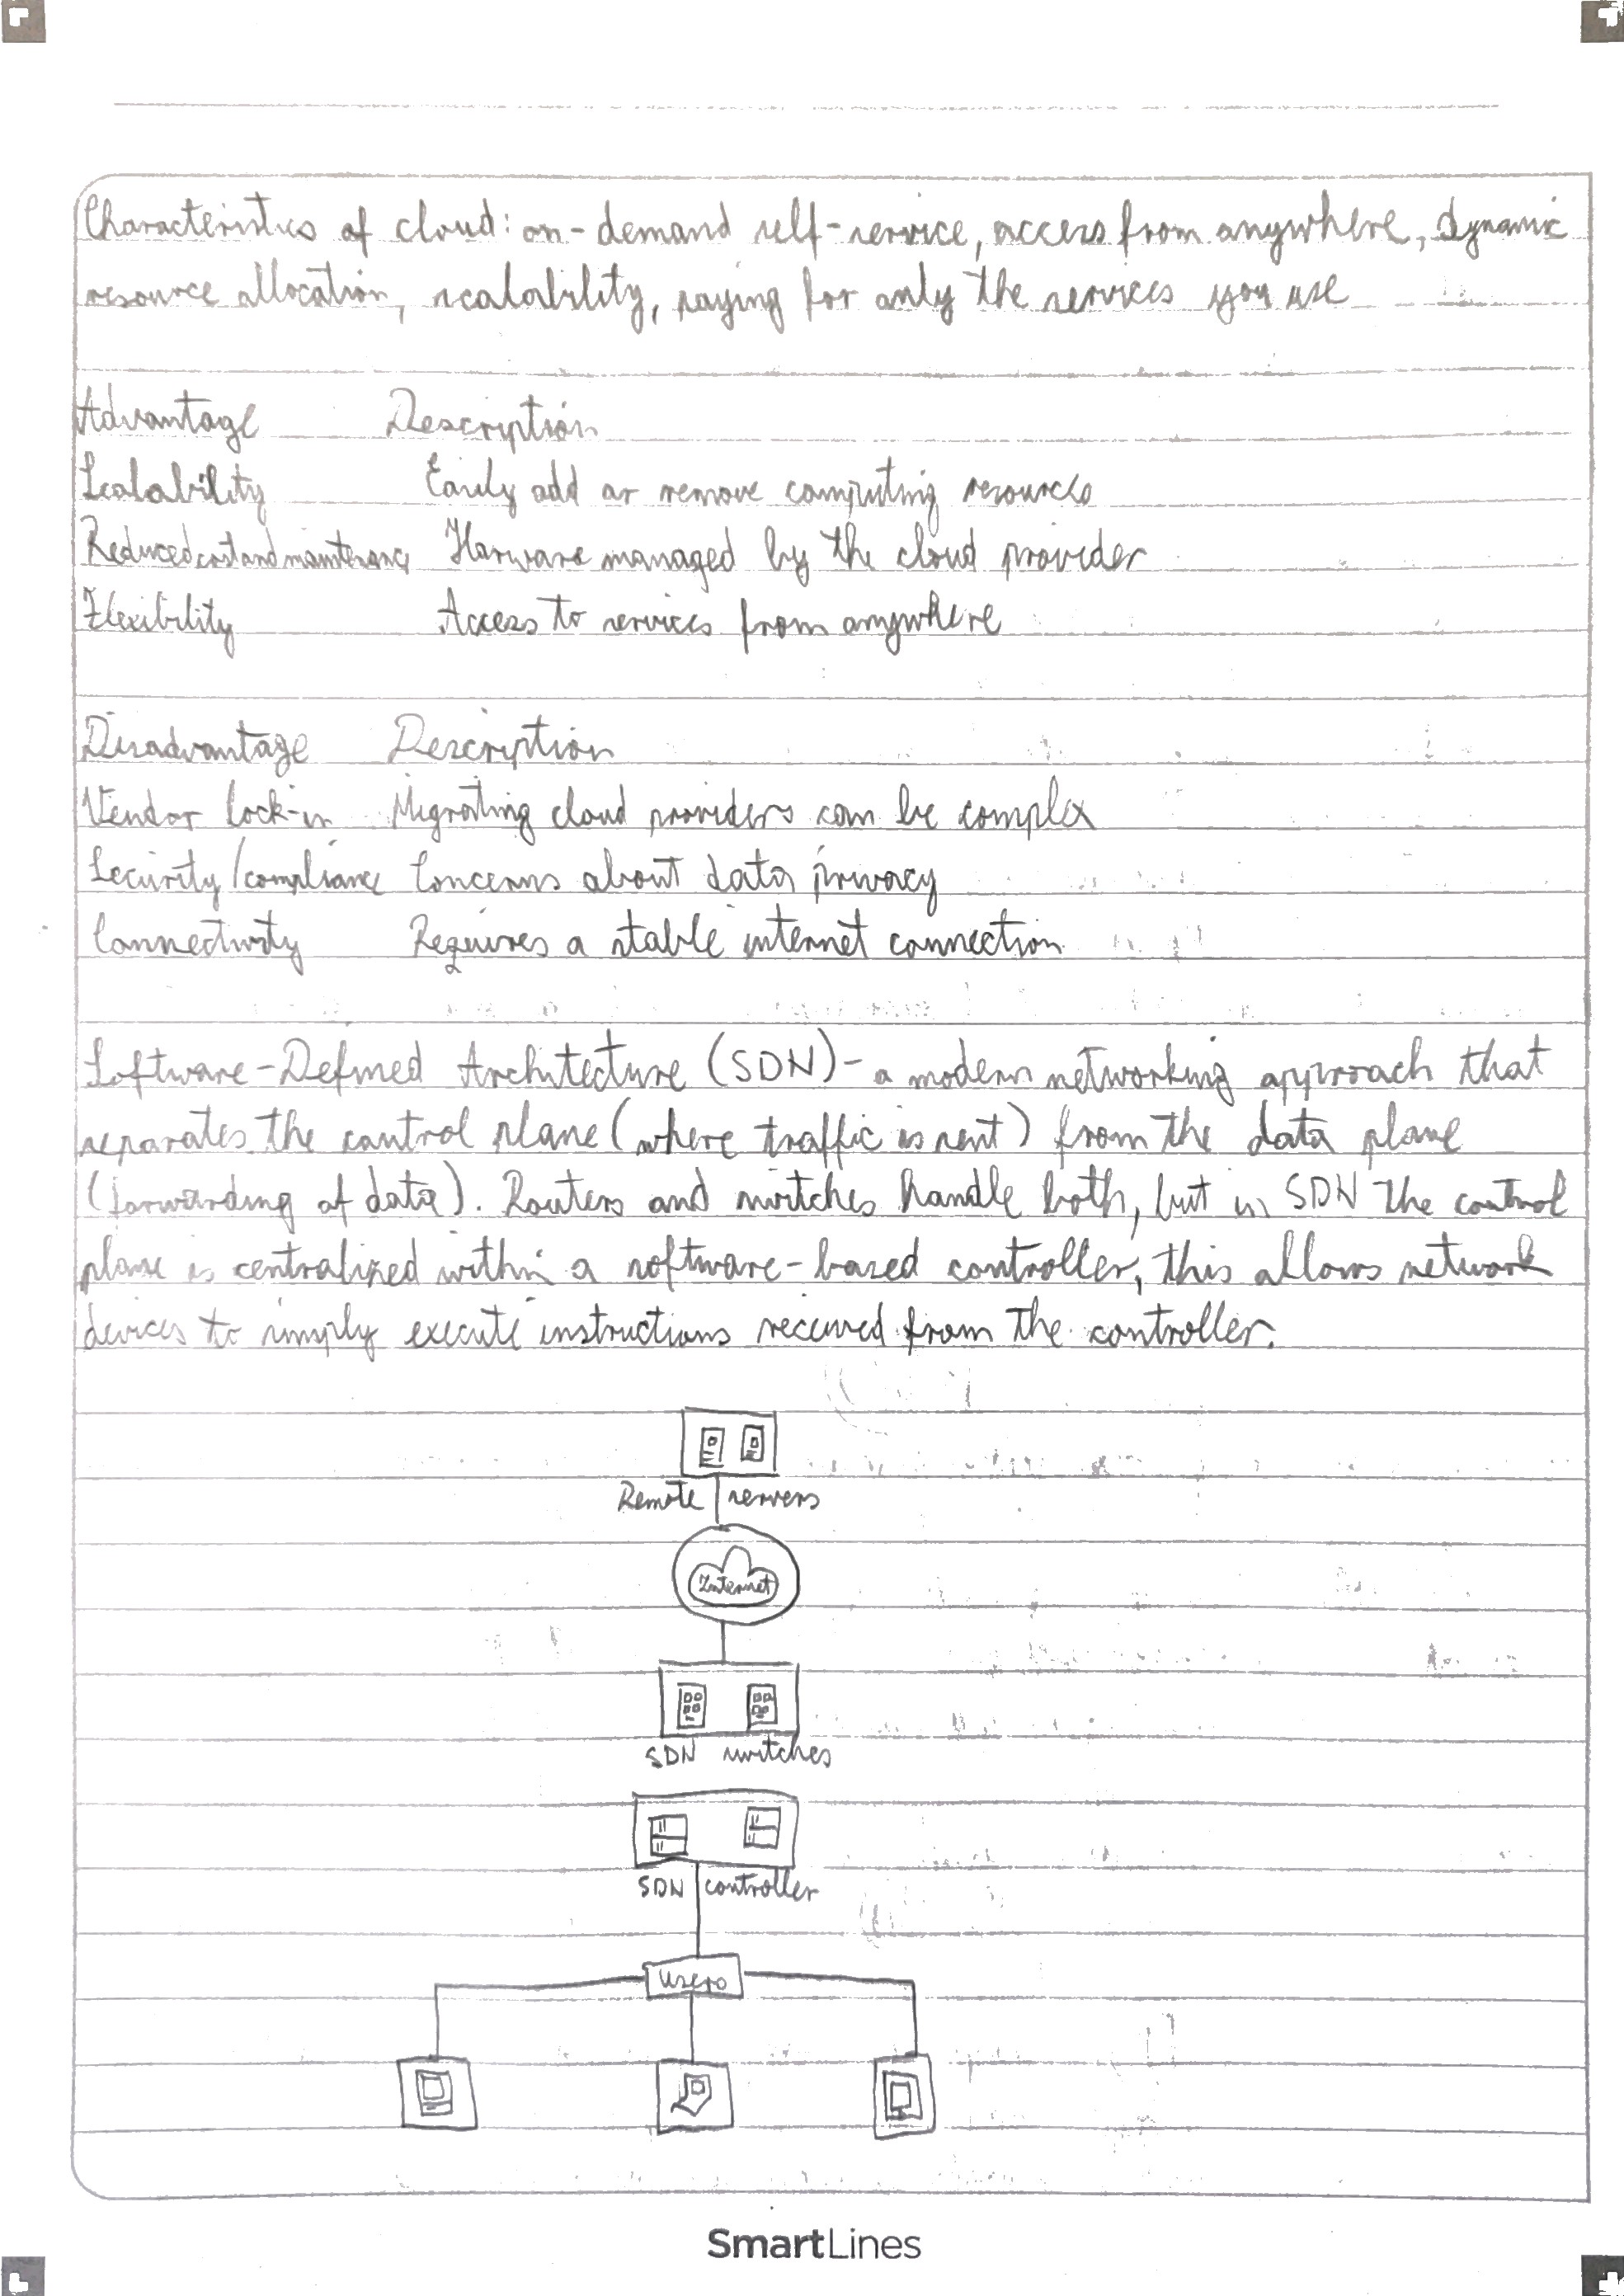 Characteristics of cloud: on-demand self-service, access from anywhere, dynamic
resource allocation, scalability, paying for only the services you use
Advantage Description
Scalability Easily add or remove computing resources
Reduced cost and maintenance Harware managed by the cloud provider
Flexibility Access to services from anywhere
Disadvantage Description
Vendor lock-in Migrating cloud providers can be complex
Security/compliance Concerns about data privacy
Connectivity Requires a stable internet connection
Software-Defined Architecture (SDN) - a modern networking approach that
separates the control plane (where traffic is sent) from the data plane
(forwarding of data). Routers and switches handle both, but in SDN the control
plane is centralized within a software-based controller, this allows network
devices to simply execute instructions received from the controller.
Remote servers
Internet
SDN switches
SDN controller
Users
SmartLines